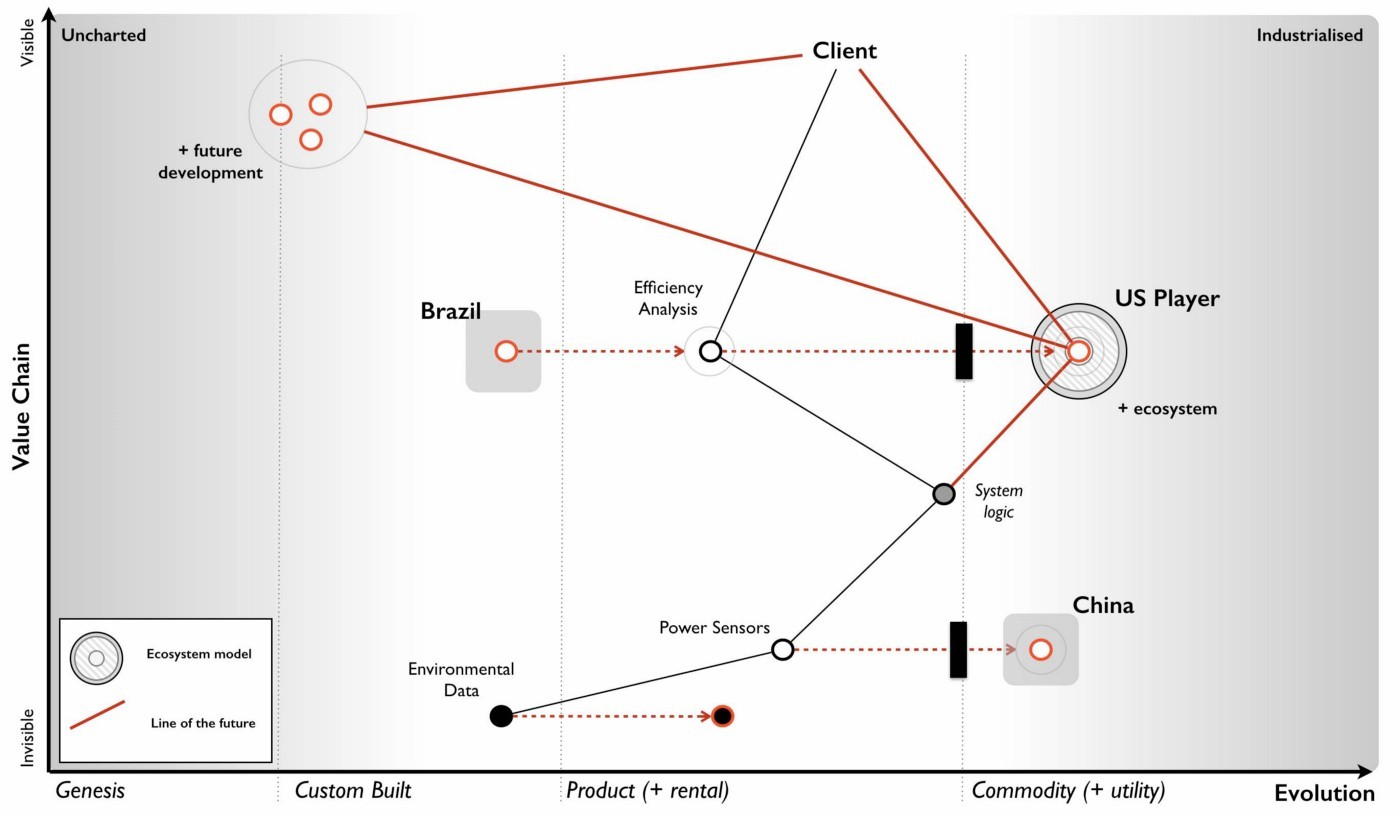 Visible
Uncharted
Client
Industrialised
+ future
development
Efficiency
Analysis
Brazil
US Player
+ ecosystem
Value Chain
System
logic
China
Power Sensors
Environmental
Data
Ecosystem model
Line of the future
Invisible
Genesis
Custom Built
Product (+ rental)
Commodity (+ utility)
Evolution